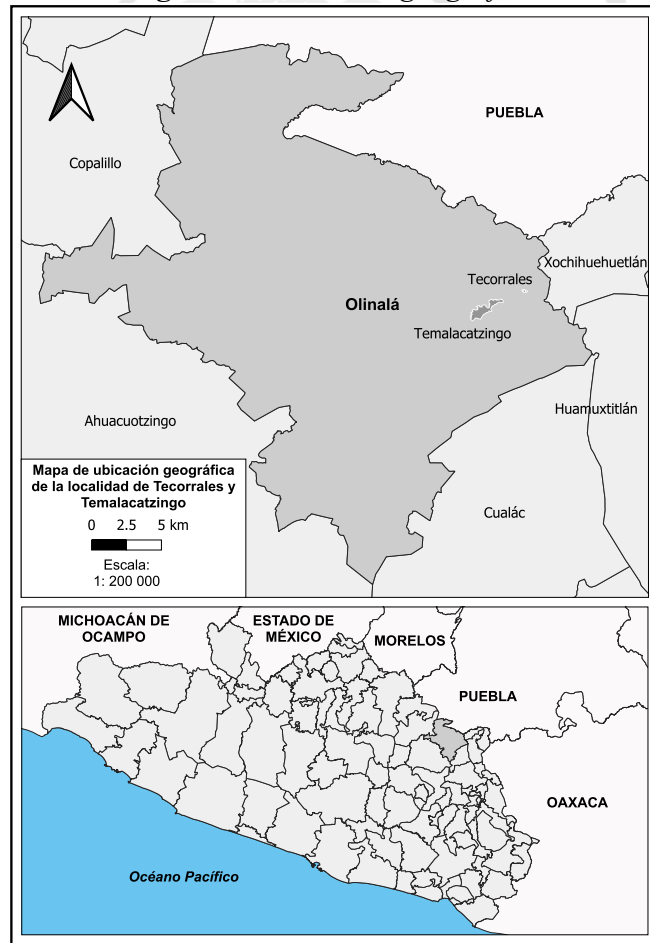 PUEBLA
Copalillo
Xochihuehuetlán
Tecorrales
Olinalá
Temalacatzingo
Huamuxtitlán
Ahuacuotzingo
Mapa de ubicación geográfica
de la localidad de Tecorrales y
Temalacatzingo
0 2.5 5 km
Escala:
1: 200 000
Cualác
MICHOACÁN DE
OCAMPO
ESTADO DE
MÉXICO
MORELOS
PUEBLA
OAXACA
Océano Pacífico